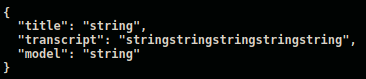 {
  "title": "string",
  "transcript": "stringstringstringstringstring",
  "model": "string"
}